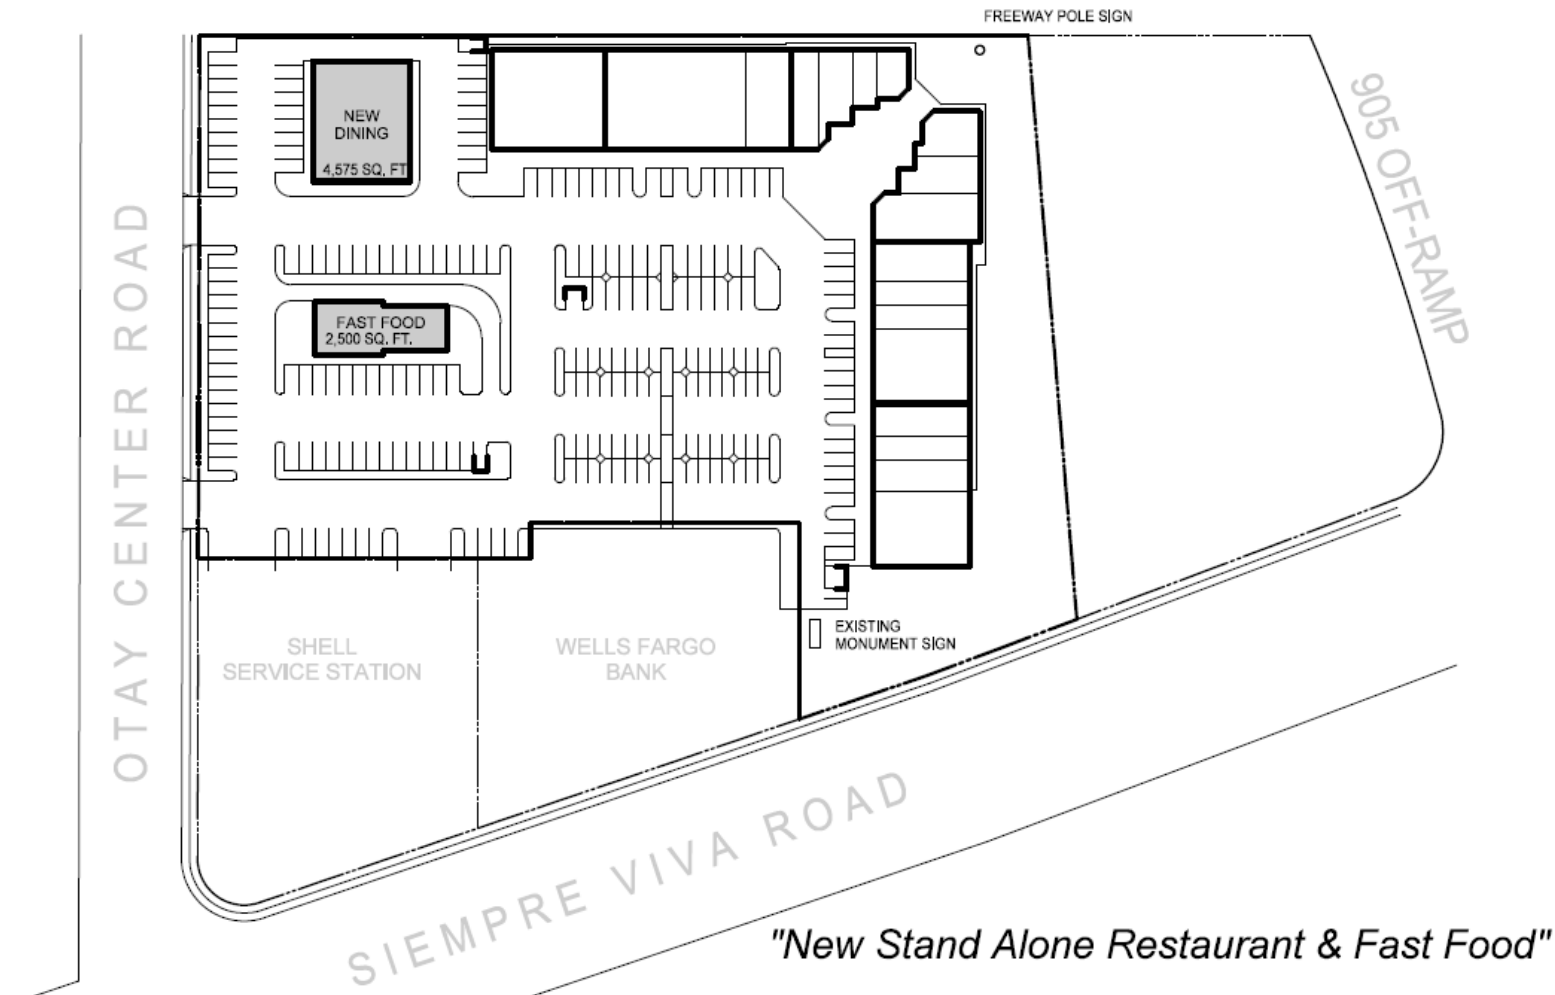 FREEWAY POLE SIGN
NEW
DINING
4,575 SQ. FT
905 OFF-RAMP
OTAY CENTER ROAD
FAST FOOD
2,500 SQ. FT.
EXISTING
MONUMENT SIGN
SHELL
SERVICE STATION
WELLS FARGO
BANK
SIEMPRE VIVA ROAD
"New Stand Alone Restaurant & Fast Food"